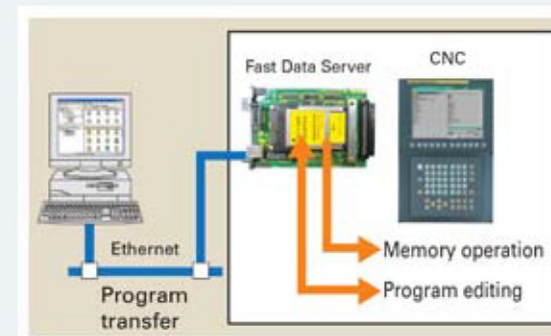 Fast Data Server
CNC
Ethernet
Program
transfer
Memory operation
Program editing